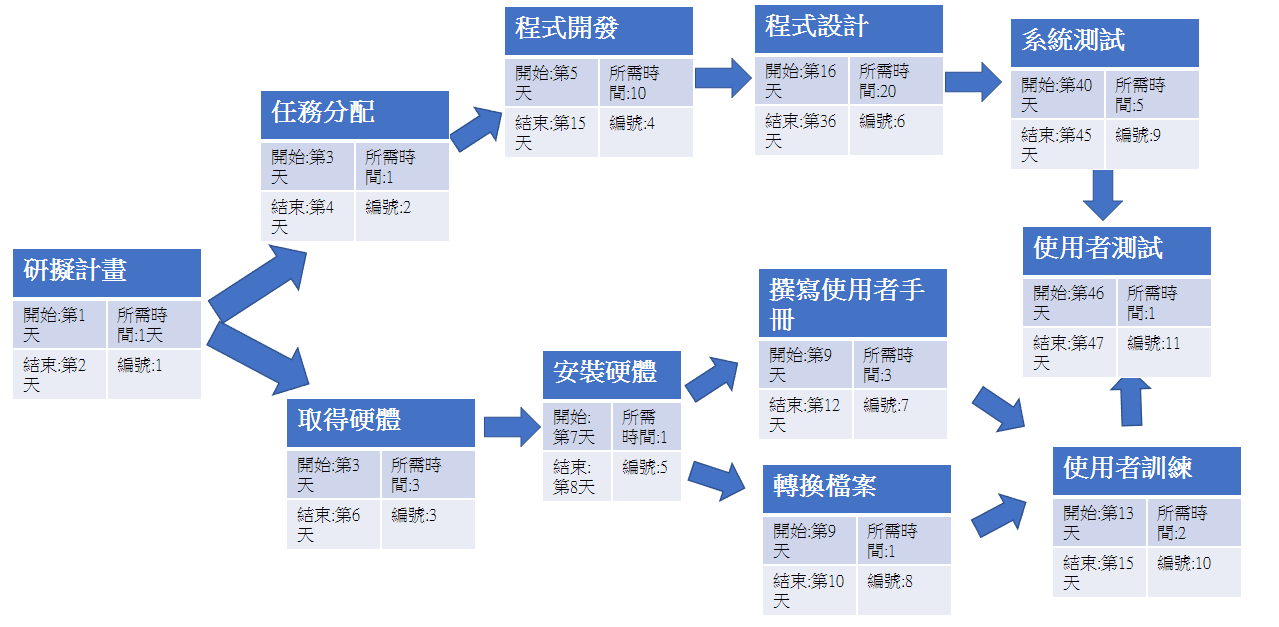 研擬計畫
開始:第1
天
所需時
間:1天
結束:第2
天
編號:1
任務分配
開始:第3
天
所需時
間:1
結束:第4
天
編號:2
取得硬體
開始:第3
天
所需時
間:3
結束:第6
天
編號:3
程式開發
開始:第5
天
所需時
間:10
結束:第15
天
編號:4
安裝硬體
開始:
第7天
所需
時間:1
結束:
第8天
編號:5
程式設計
開始:第16
天
所需時
間:20
結束:第36
天
編號:6
撰寫使用者手
冊
開始:第9
天
所需時
間:3
結束:第12
天
編號:7
轉換檔案
開始:第9
天
所需時
間:1
結束:第10
天
編號:8
系統測試
開始:第40
天
所需時
間:5
結束:第45
天
編號:9
使用者訓練
開始:第13
天
所需時
間:2
結束:第15
天
編號:10
使用者測試
開始:第46
天
所需時
間:1
結束:第47
天
編號:11